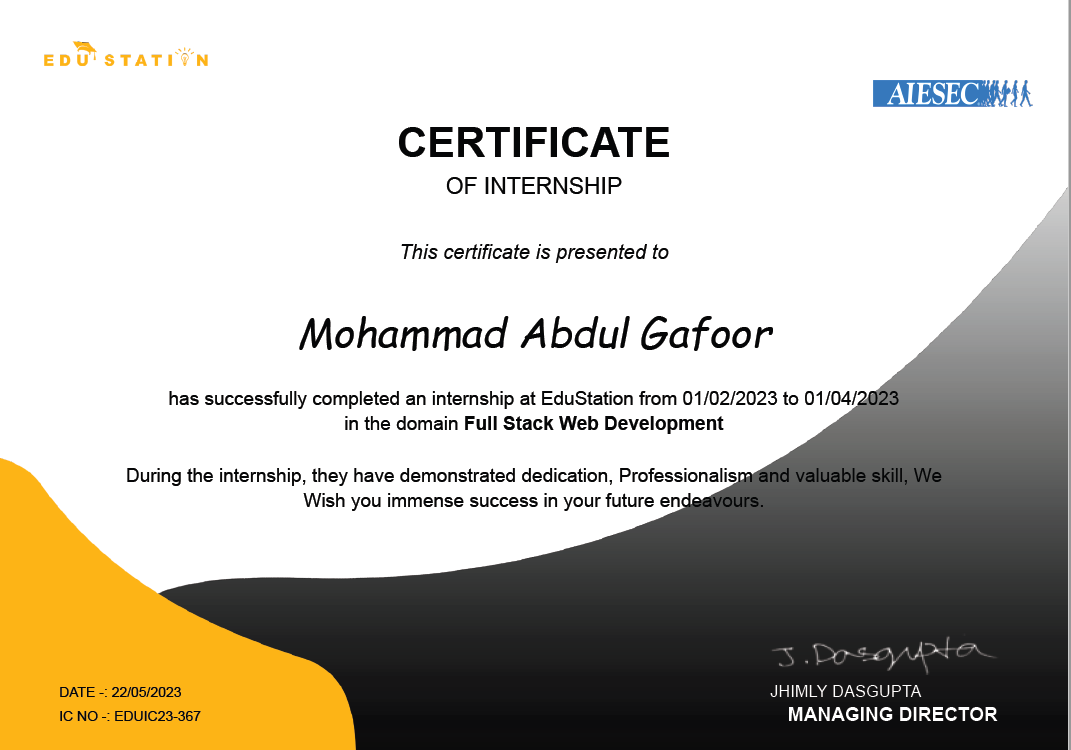 EDUSTATION
AIESEC
CERTIFICATE
OF INTERNSHIP
This certificate is presented to
Mohammad Abdul Gafoor
has successfully completed an internship at EduStation from 01/02/2023 to 01/04/2023
in the domain Full Stack Web Development
During the internship, they have demonstrated dedication, Professionalism and valuable skill, We
Wish you immense success in your future endeavours.
J. Dasgupta
DATE -: 22/05/2023
JHIMLY DASGUPTA
IC NO -: EDUIC23-367
MANAGING DIRECTOR